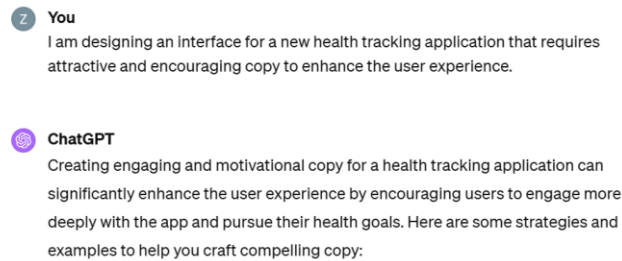 Z You
I am designing an interface for a new health tracking application that requires
attractive and encouraging copy to enhance the user experience.
ChatGPT
Creating engaging and motivational copy for a health tracking application can
significantly enhance the user experience by encouraging users to engage more
deeply with the app and pursue their health goals. Here are some strategies and
examples to help you craft compelling copy: